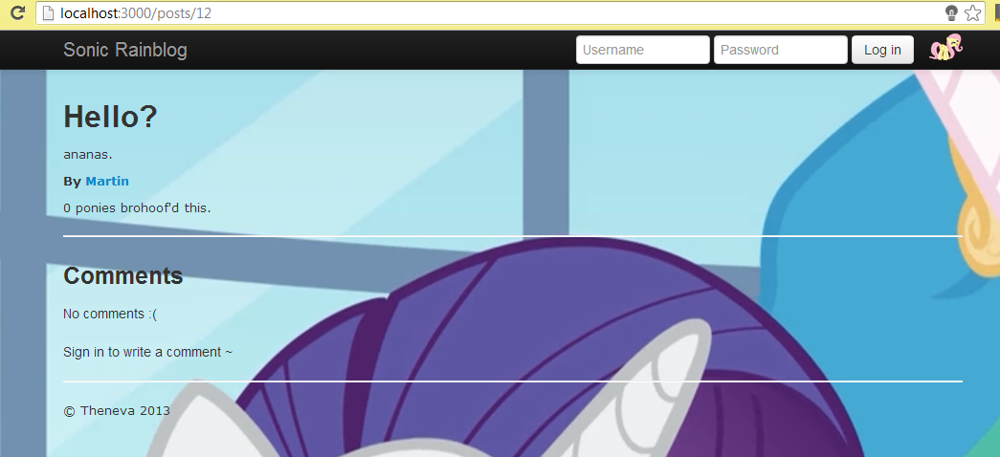 localhost:3000/posts/12
Sonic Rainblog
Username
Password
Log in
Hello?
ananas.
By Martin
0 ponies brohoof'd this.
Comments
No comments :(
Sign in to write a comment ~
© Theneva 2013